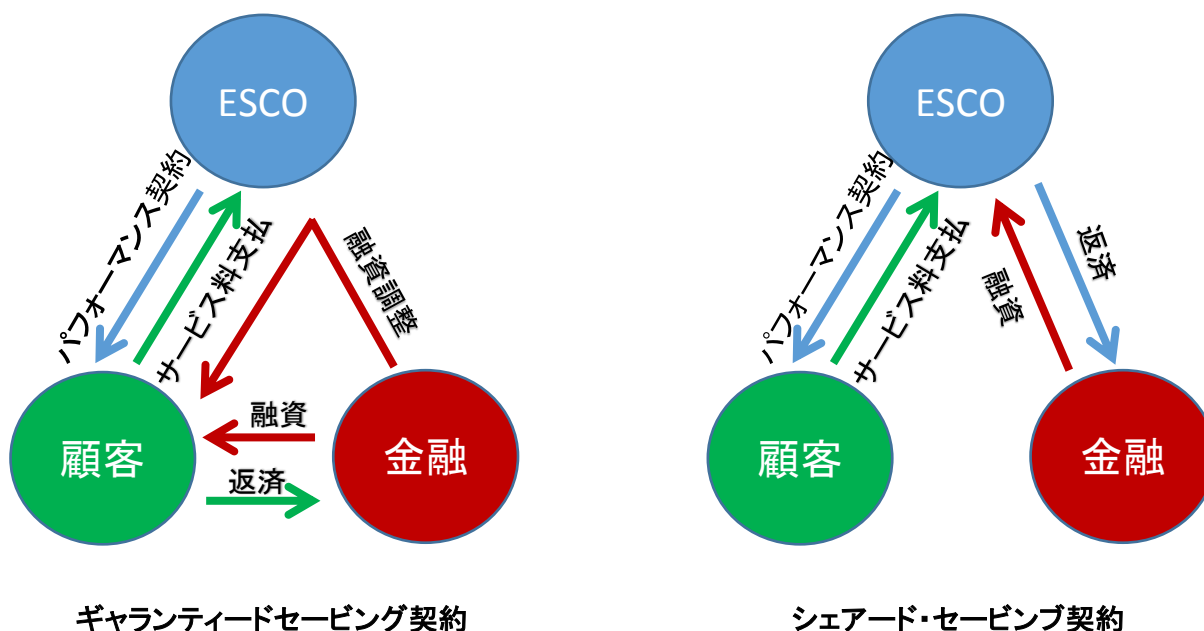 ESCO
パフォーマンス契約
サービス料支払
融資調整
顧客
融資
返済
金融
ギャランティードセービング契約
ESCO
パフォーマンス契約
サービス料支払
返済
融資
顧客
金融
シェアード・セービンブ契約